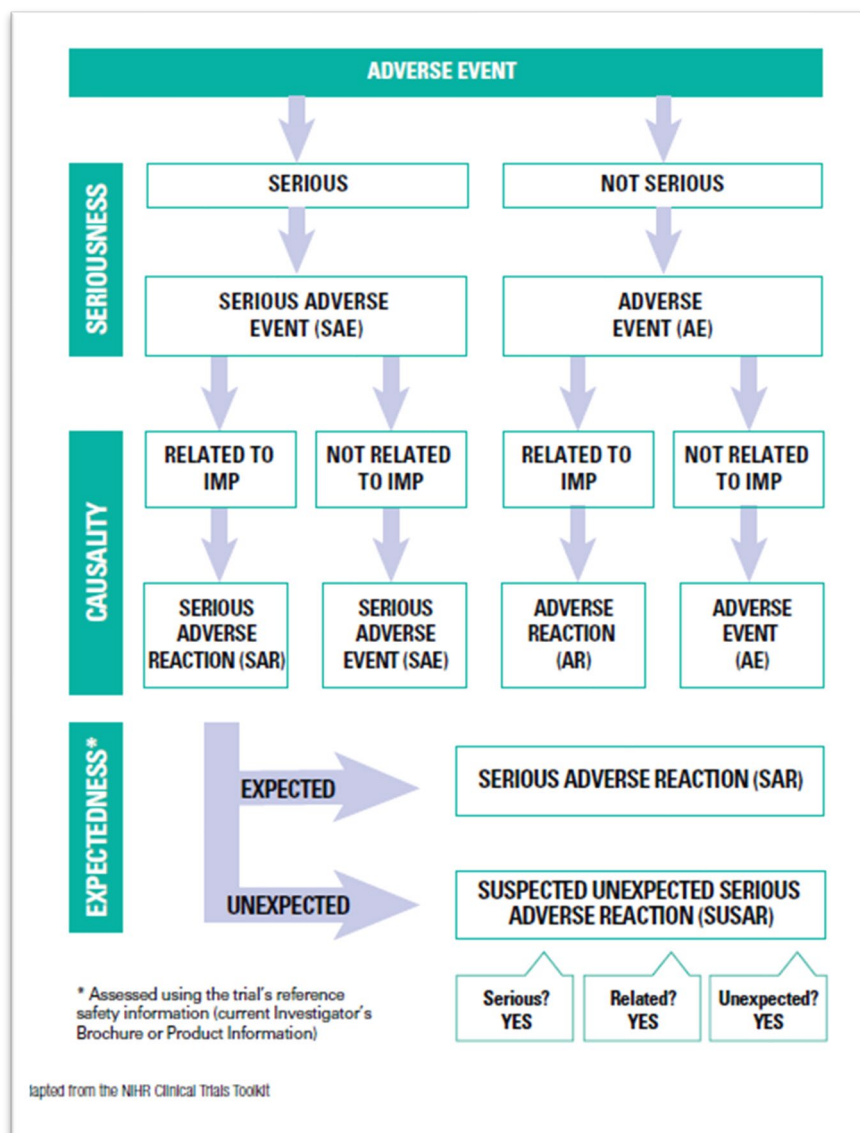 ADVERSE EVENT
SERIOUSNESS
SERIOUS
NOT SERIOUS
SERIOUS ADVERSE
EVENT (SAE)
ADVERSE
EVENT (AE)
CAUSALITY
RELATED TO
IMP
NOT RELATED
TO IMP
RELATED TO
IMP
NOT RELATED
TO IMP
SERIOUS
ADVERSE
REACTION (SAR)
SERIOUS
ADVERSE
EVENT (SAE)
ADVERSE
REACTION
(AR)
ADVERSE
EVENT
(AE)
EXPECTEDNESS*
EXPECTED
SERIOUS ADVERSE REACTION (SAR)
UNEXPECTED
SUSPECTED UNEXPECTED SERIOUS
ADVERSE REACTION (SUSAR)
Serious?
YES
Related?
YES
Unexpected?
YES
* Assessed using the trial's reference
safety information (current Investigator's
Brochure or Product Information)
lapted from the NIHR Clinical Trials Toolkit